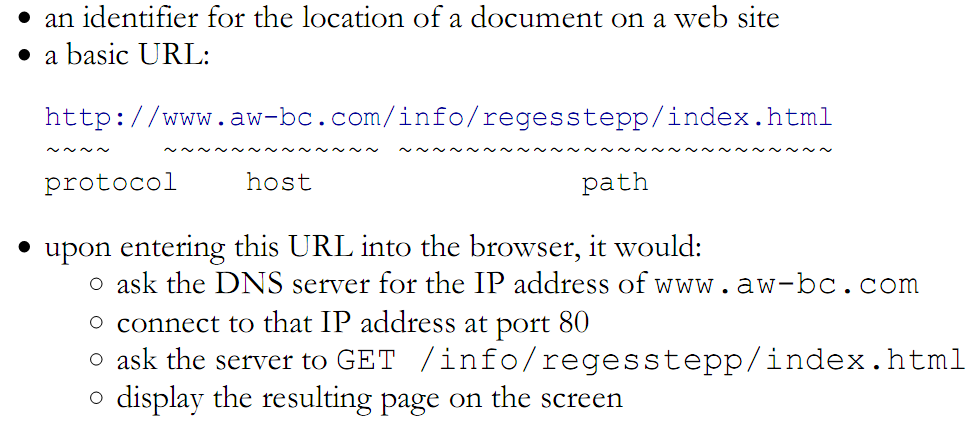 • an identifier for the location of a document on a web site
• a basic URL:
http://www.aw-bc.com/info/regesstepp/index.html
~~~~ ~~~~~~~~~~~~~ ~~~~~~~~~~~~~~~~~~~~~~~~~~
protocol host path
• upon entering this URL into the browser, it would:
○ ask the DNS server for the IP address of www.aw-bc.com
○ connect to that IP address at port 80
○ ask the server to GET /info/regesstepp/index.html
○ display the resulting page on the screen